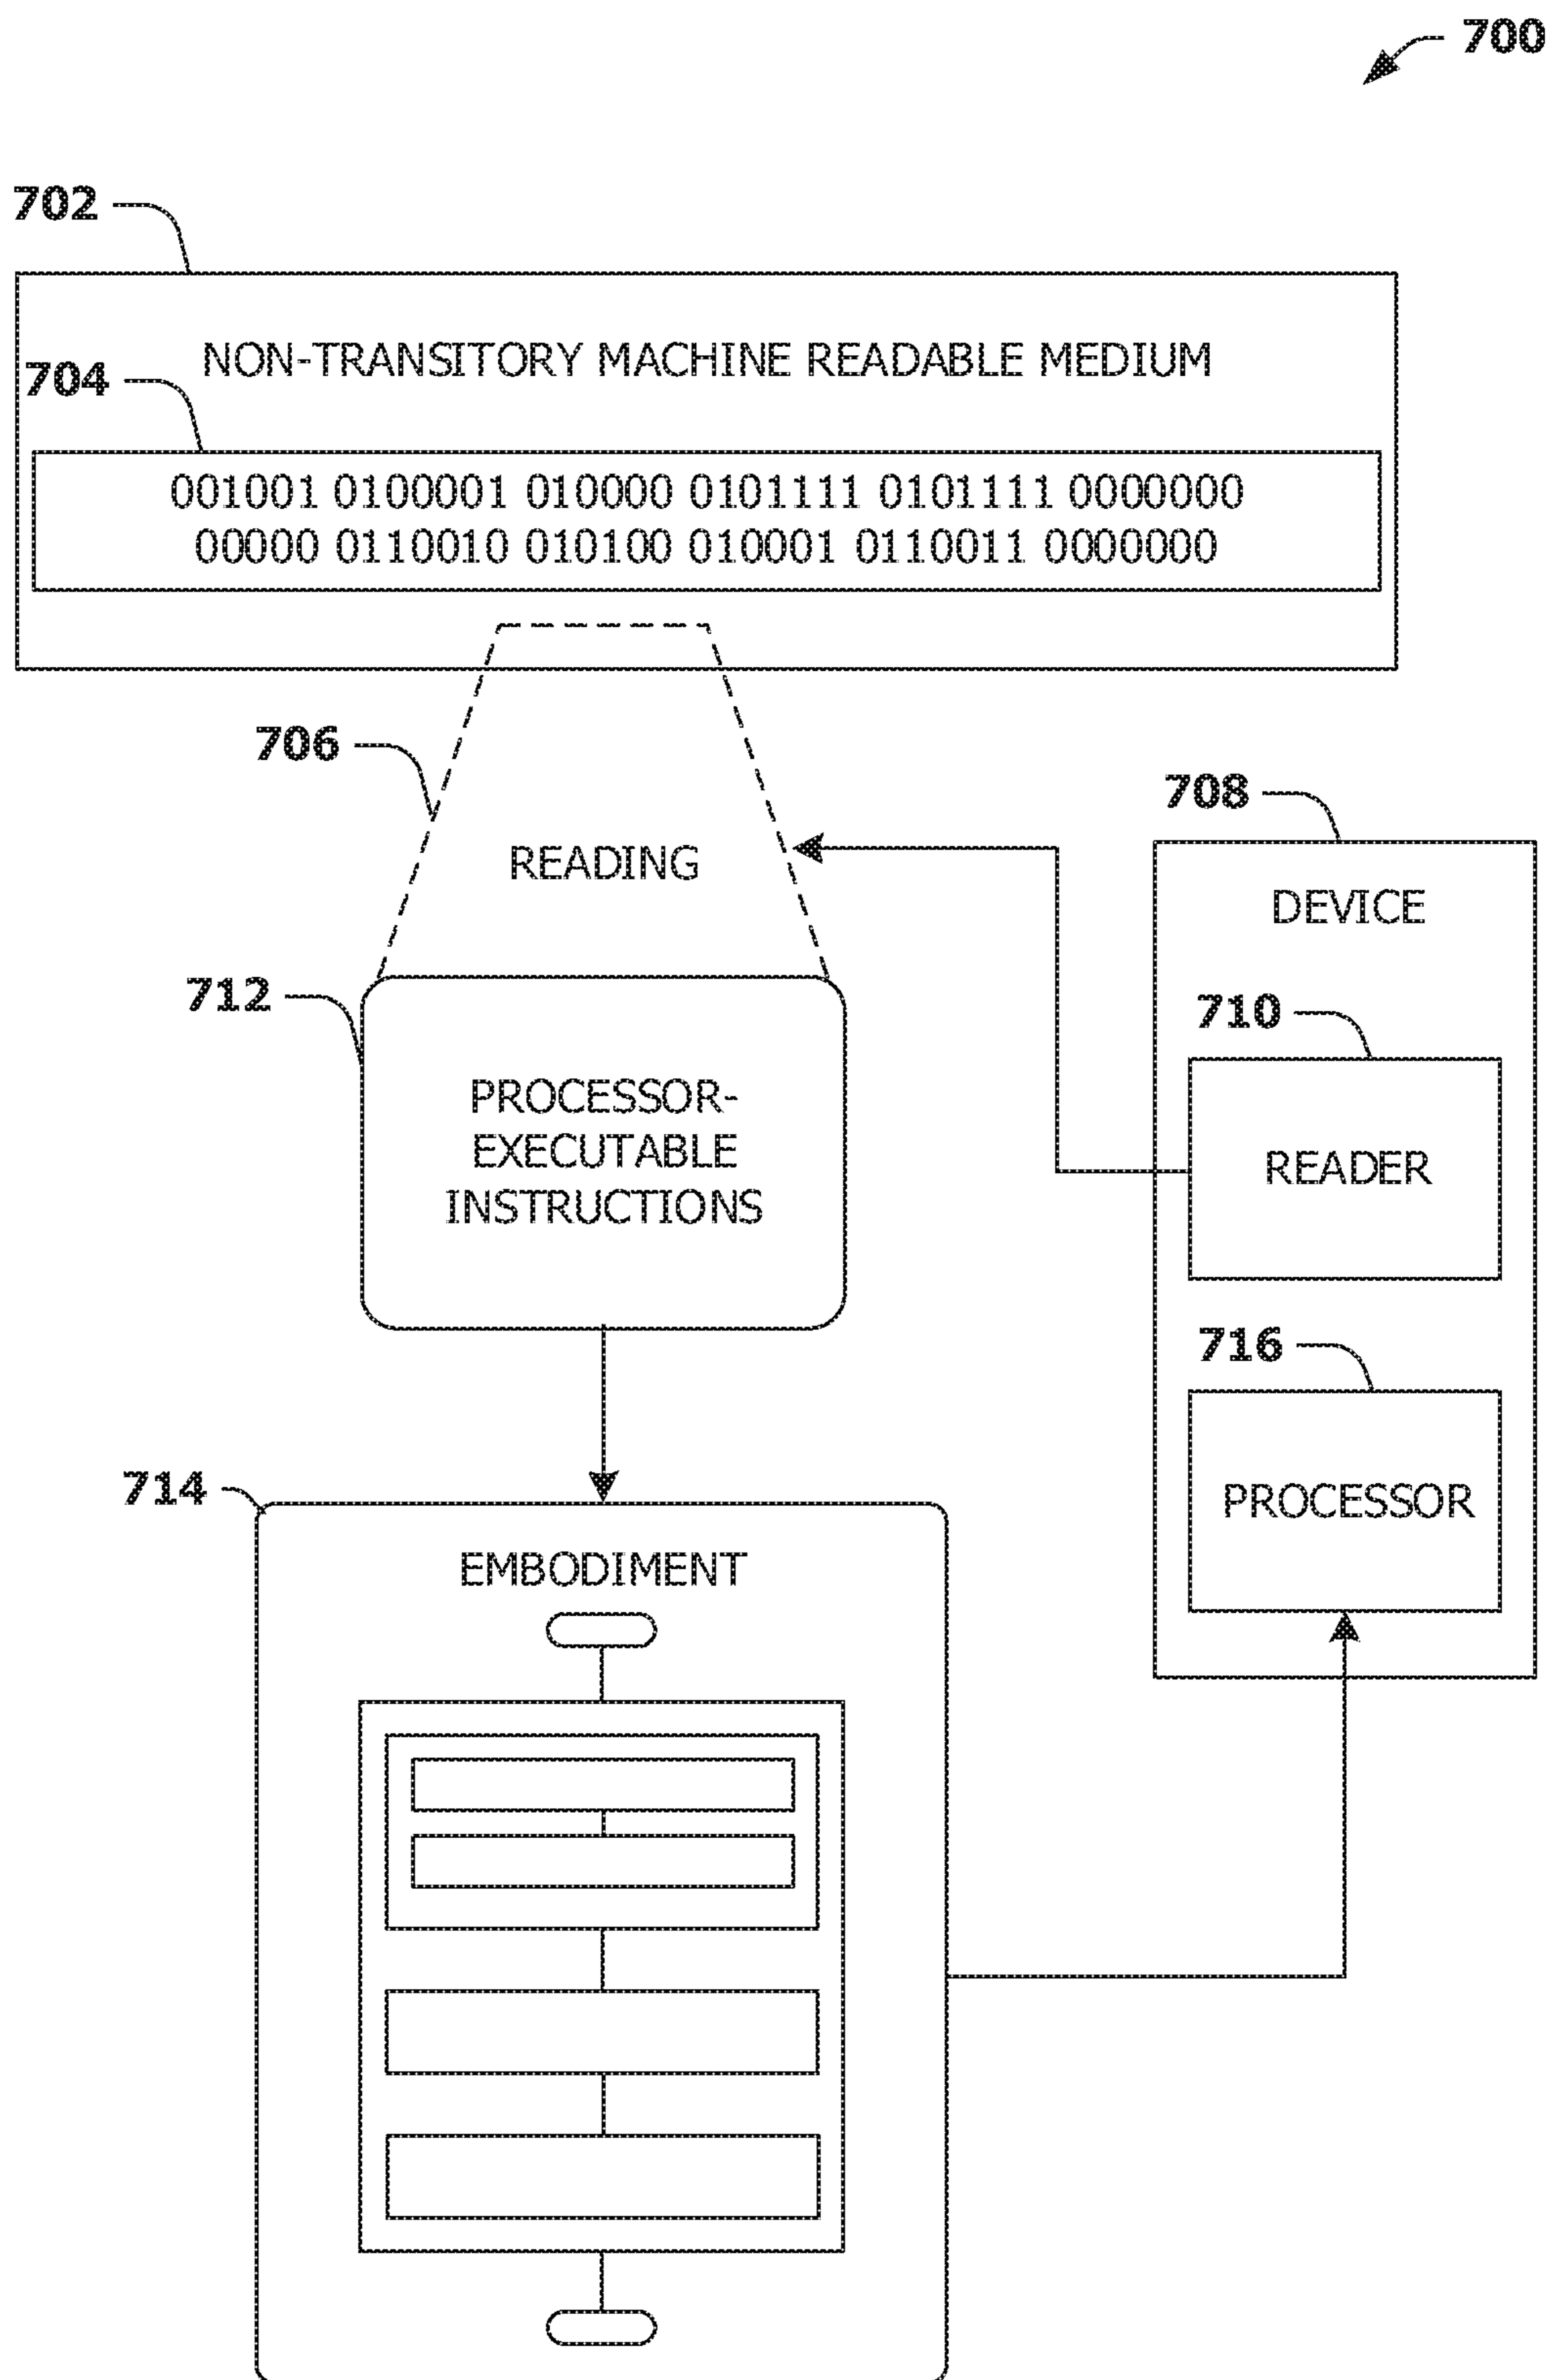 700
702
NON-TRANSITORY MACHINE READABLE MEDIUM
704
001001 0100001 010000 0101111 0101111 0000000
00000 0110010 010100 010001 0110011 0000000
706
READING
708
DEVICE
710
READER
712
PROCESSOR-
EXECUTABLE
INSTRUCTIONS
716
PROCESSOR
714
EMBODIMENT